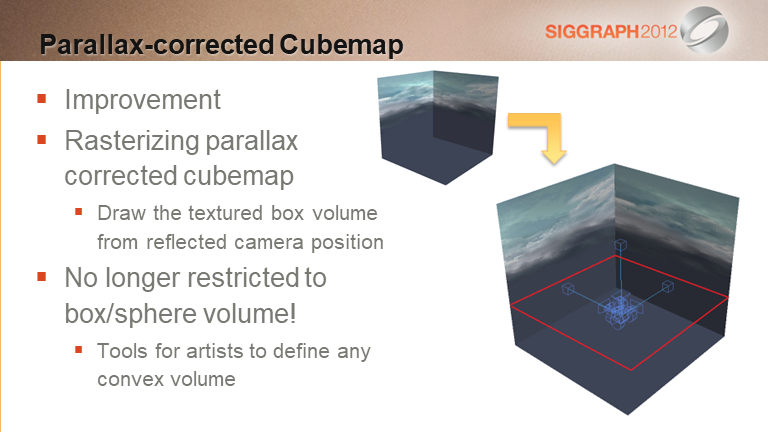 Parallax-corrected Cubemap
SIGGRAPH2012
Improvement
Rasterizing parallax
corrected cubemap
Draw the textured box volume
from reflected camera position
No longer restricted to
box/sphere volume!
Tools for artists to define any
convex volume